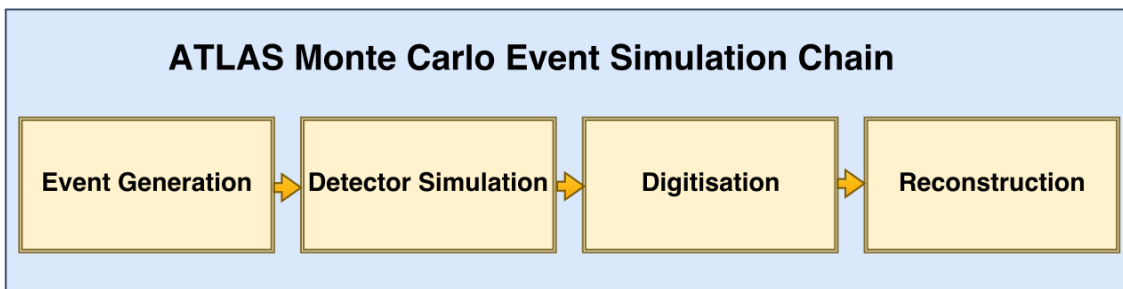 ATLAS Monte Carlo Event Simulation Chain
Event Generation
Detector Simulation
Digitisation
Reconstruction